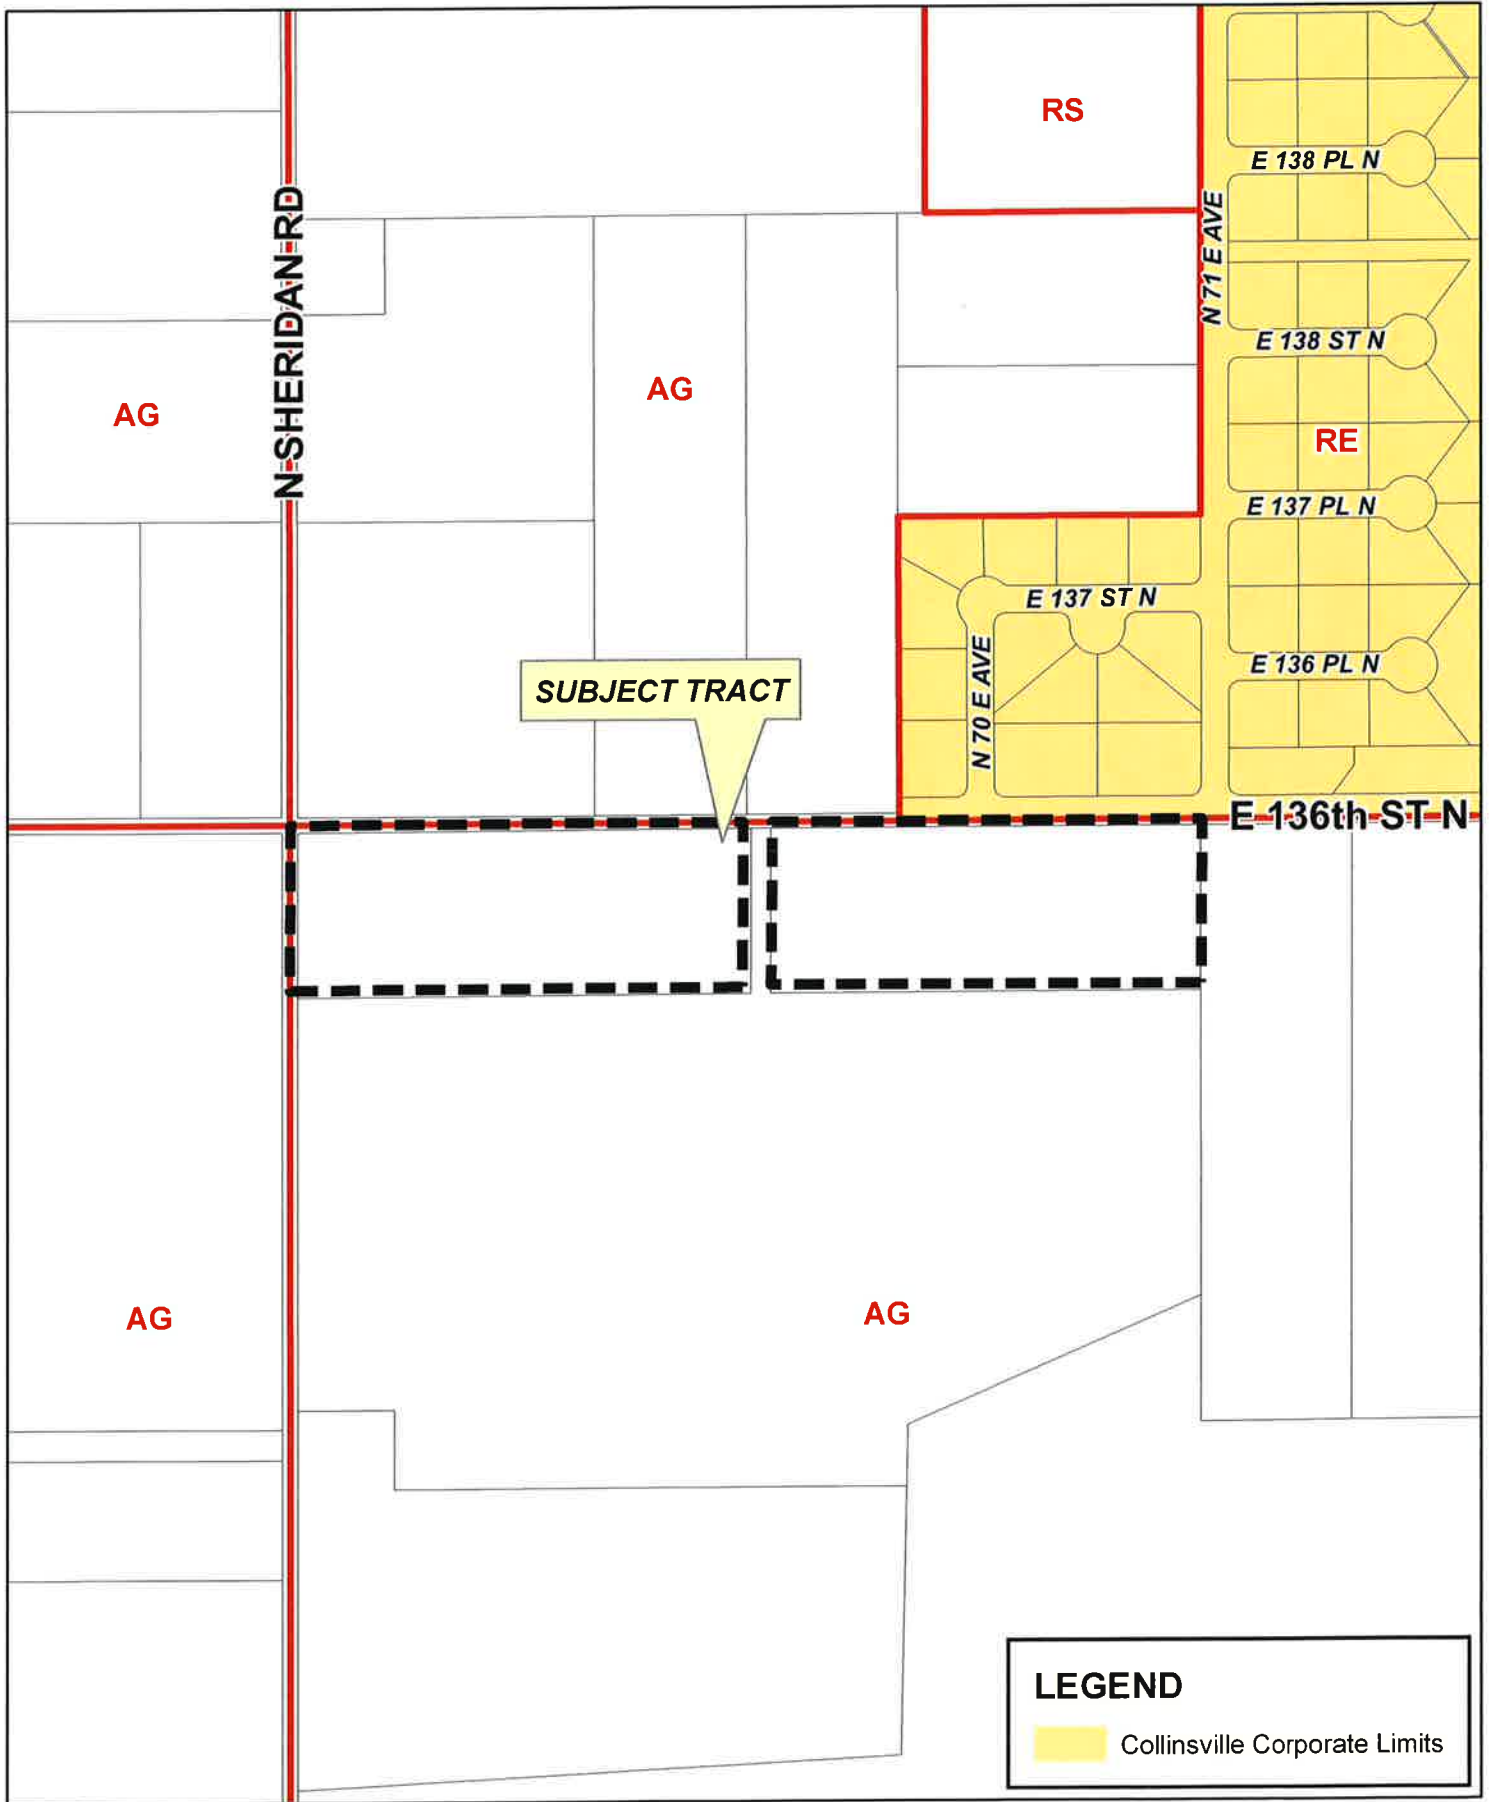 RS
E 138 PL N
N SHERIDAN RD
N 71 E AVE
E 138 ST N
AG
AG
RE
E 137 PL N
E 137 ST N
N 70 E AVE
E 136 PL N
SUBJECT TRACT
E 136th ST N
AG
AG
LEGEND
Collinsville Corporate Limits